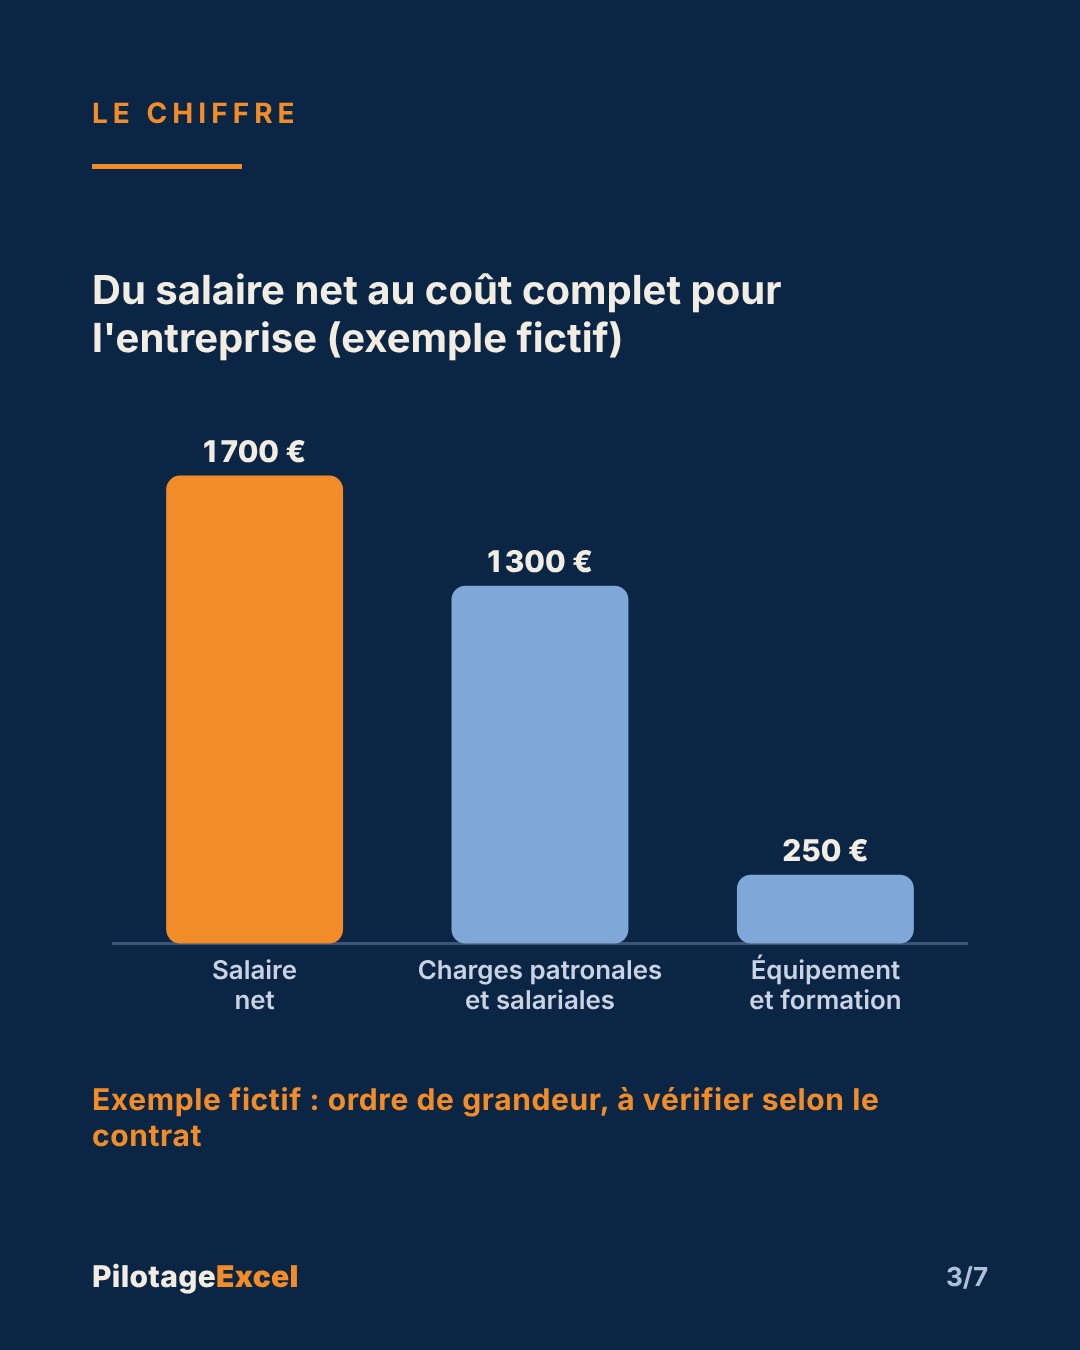 LE CHIFFRE
Du salaire net au coût complet pour
l'entreprise (exemple fictif)
1700 €
1300 €
250 €
Salaire
net
Charges patronales
et salariales
Équipement
et formation
Exemple fictif : ordre de grandeur, à vérifier selon le
contrat
PilotageExcel
3/7